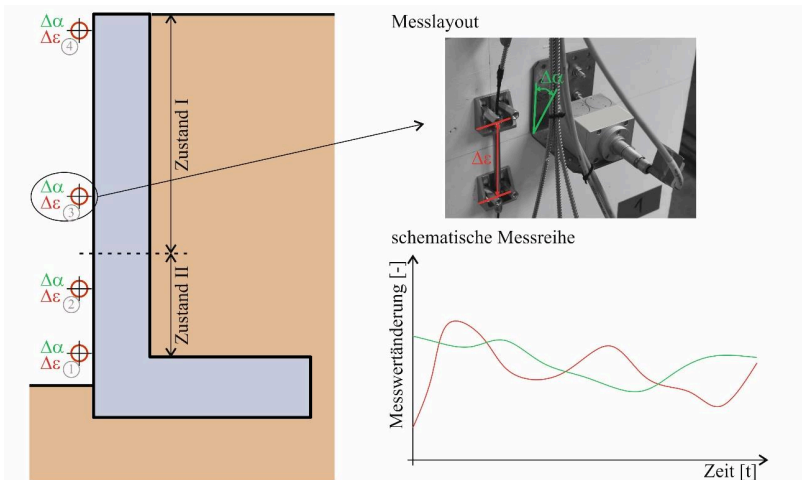 Δα
Δε
4
Zustand I
Δα
Δε
3
Δα
Δε
2
Zustand II
Δα
Δε
1
Messlayout
Δα
Δε
1
schematische Messreihe
Messwertänderung [-]
Zeit [t]